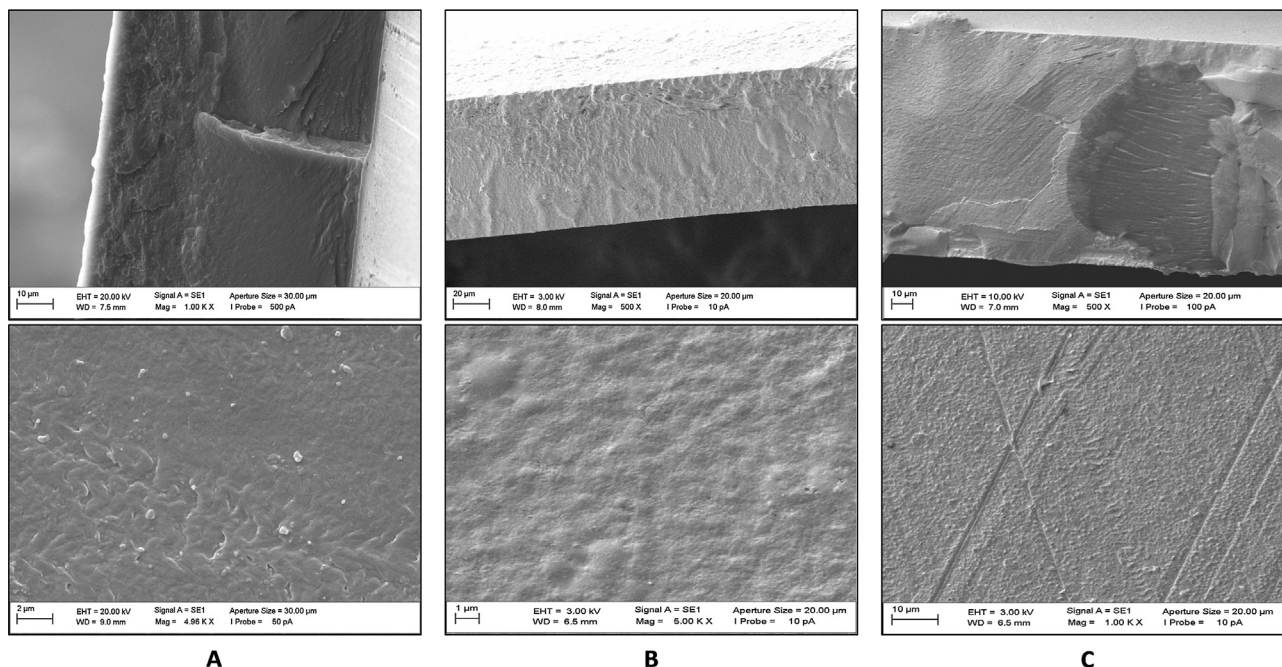 10 µm EHT = 20.00 kV Signal A = SE1 Aperture Size = 30.00 µm
WD = 7.5 mm Mag = 1.00 K X I Probe = 500 pA
20 µm EHT = 3.00 kV Signal A = SE1 Aperture Size = 20.00 µm
WD = 8.0 mm Mag = 500 X I Probe = 10 pA
10 µm EHT = 10.00 kV Signal A = SE1 Aperture Size = 20.00 µm
WD = 7.0 mm Mag = 500 X I Probe = 100 pA
2 µm EHT = 20.00 kV Signal A = SE1 Aperture Size = 30.00 µm
WD = 9.0 mm Mag = 4.96 K X I Probe = 50 pA
1 µm EHT = 3.00 kV Signal A = SE1 Aperture Size = 20.00 µm
WD = 6.5 mm Mag = 5.00 K X I Probe = 10 pA
10 µm EHT = 3.00 kV Signal A = SE1 Aperture Size = 20.00 µm
WD = 6.5 mm Mag = 1.00 K X I Probe = 10 pA
A B C